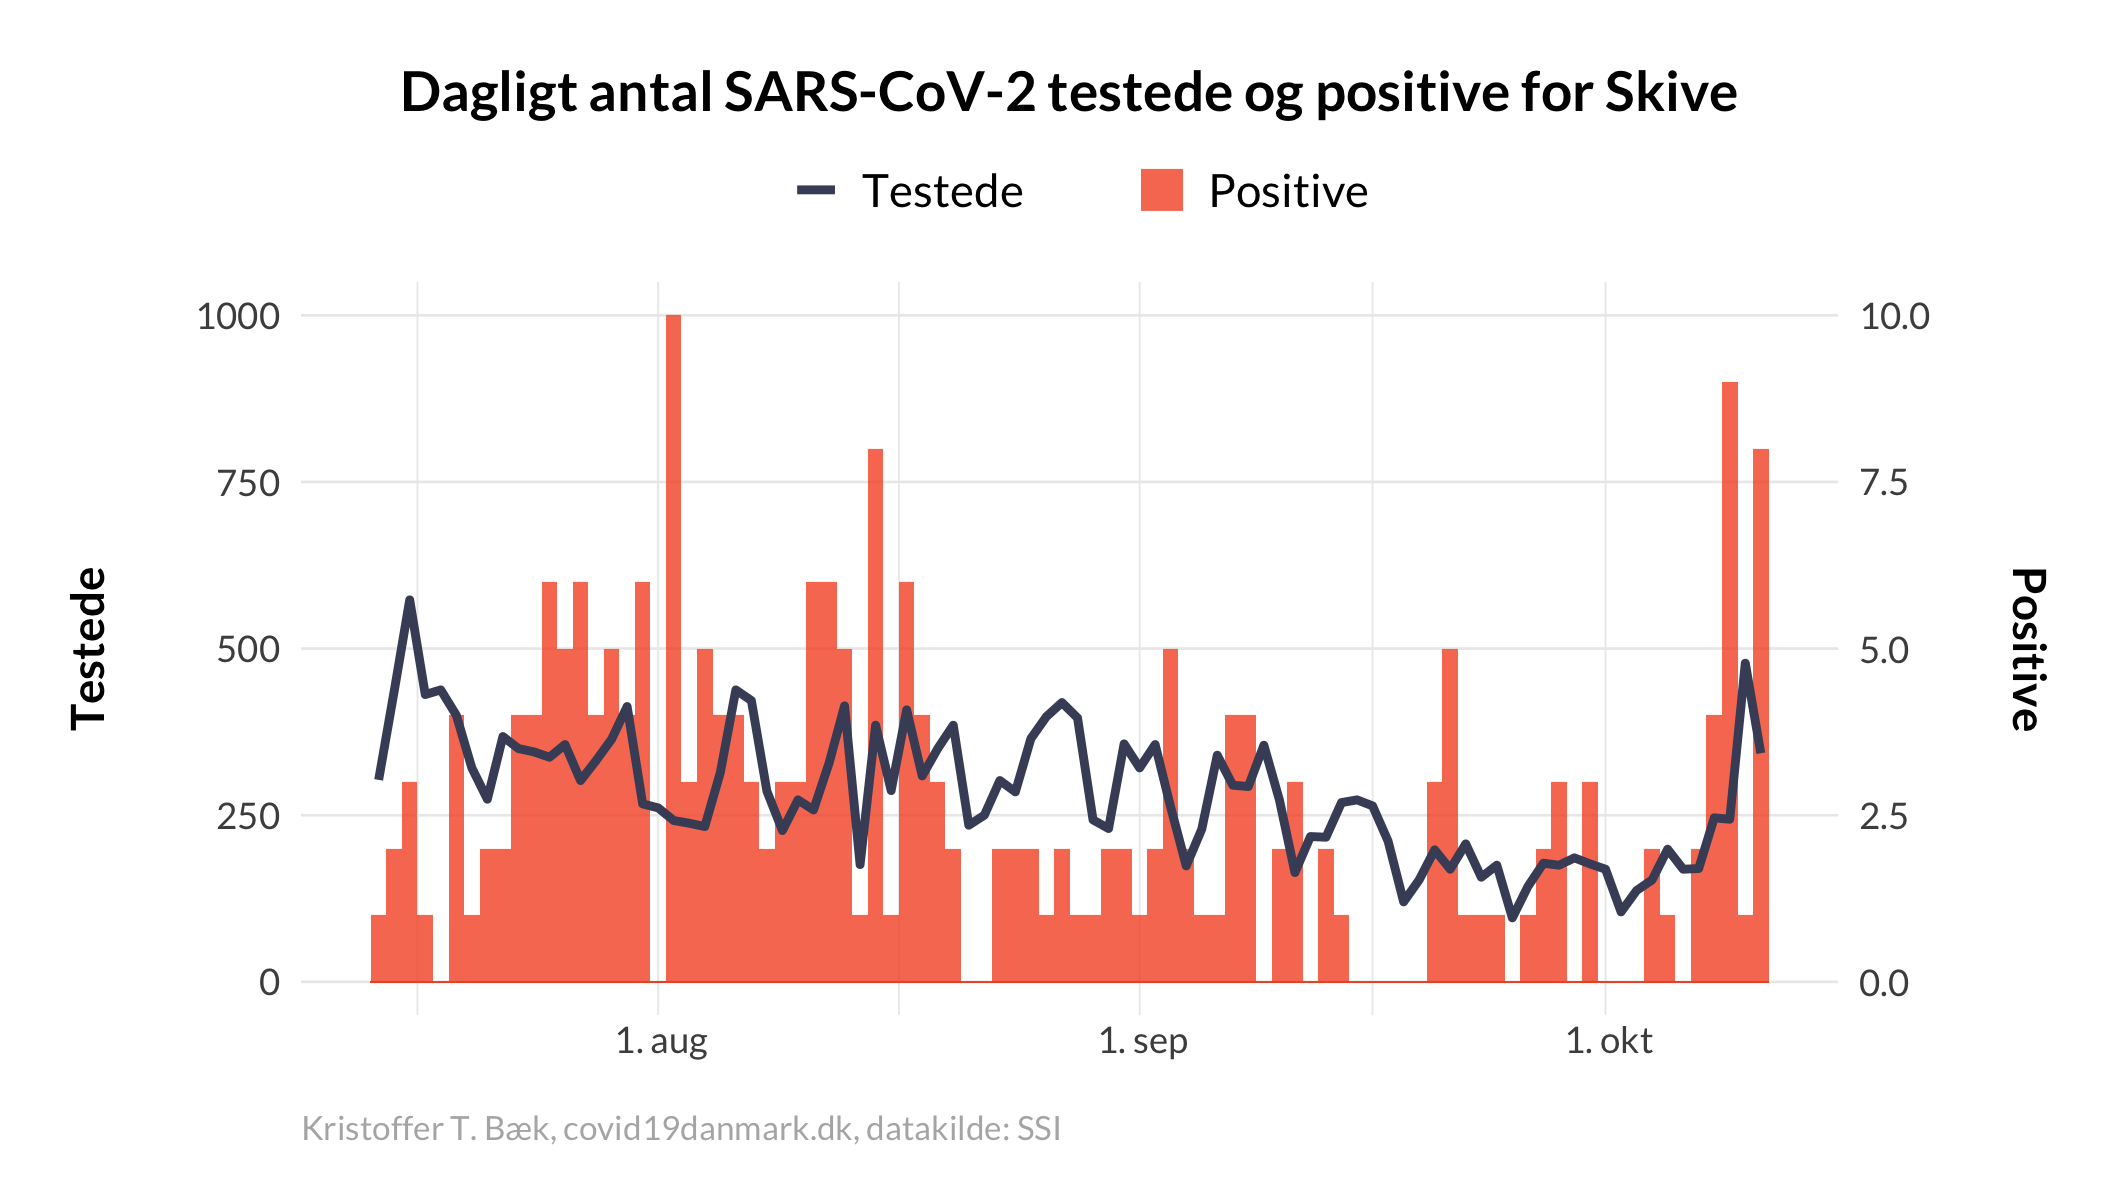 Dagligt antal SARS-CoV-2 testede og positive for Skive
Testede
Positive
1000
750
500
250
0
10.0
7.5
5.0
2.5
0.0
Testede
Positive
1. aug
1. sep
1. okt
Kristoffer T. Bæk, covid19danmark.dk, datakilde: SSI